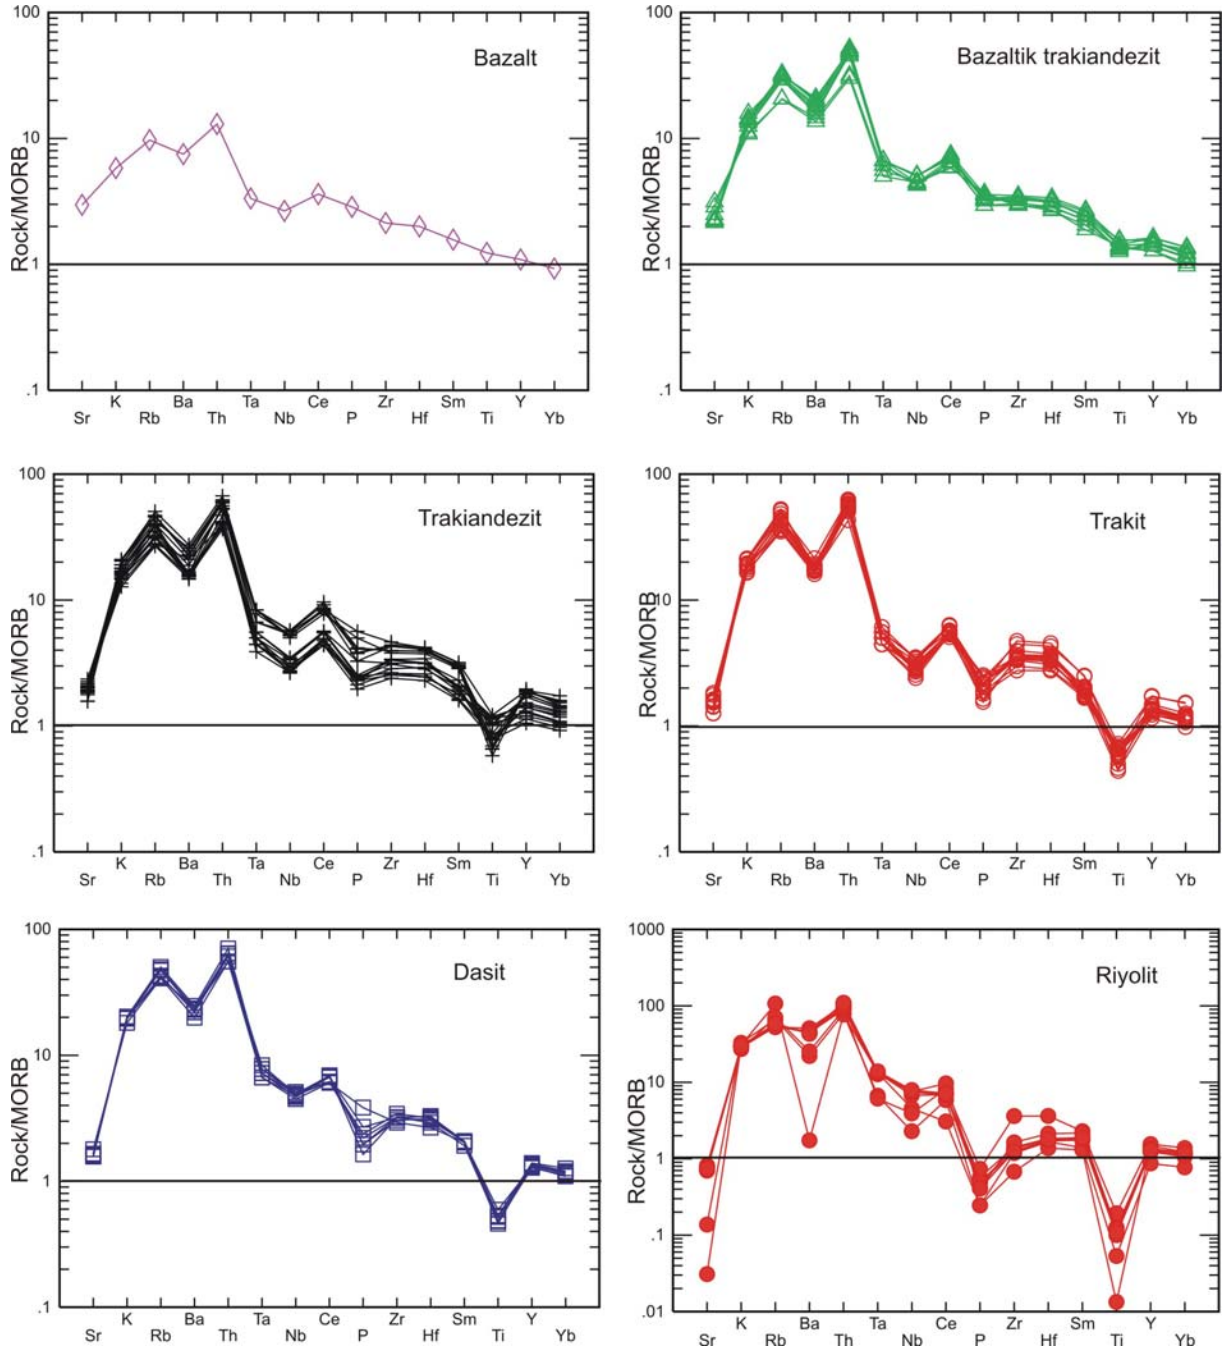 100
Bazalt
10
1
.1
Rock/MORB
K Ba Ta Ce Zr Sm Y
Sr Rb Th Nb P Hf Ti Yb
100
Bazaltik trakiandezit
10
1
.1
Rock/MORB
K Ba Ta Ce Zr Sm Y
Sr Rb Th Nb P Hf Ti Yb
100
Trakiandezit
10
1
.1
Rock/MORB
K Ba Ta Ce Zr Sm Y
Sr Rb Th Nb P Hf Ti Yb
100
Trakit
10
1
.1
Rock/MORB
K Ba Ta Ce Zr Sm Y
Sr Rb Th Nb P Hf Ti Yb
100
Dasit
10
1
.1
Rock/MORB
K Ba Ta Ce Zr Sm Y
Sr Rb Th Nb P Hf Ti Yb
1000
Riyolit
100
10
1
.1
.01
Rock/MORB
K Ba Ta Ce Zr Sm Y
Sr Rb Th Nb P Hf Ti Yb